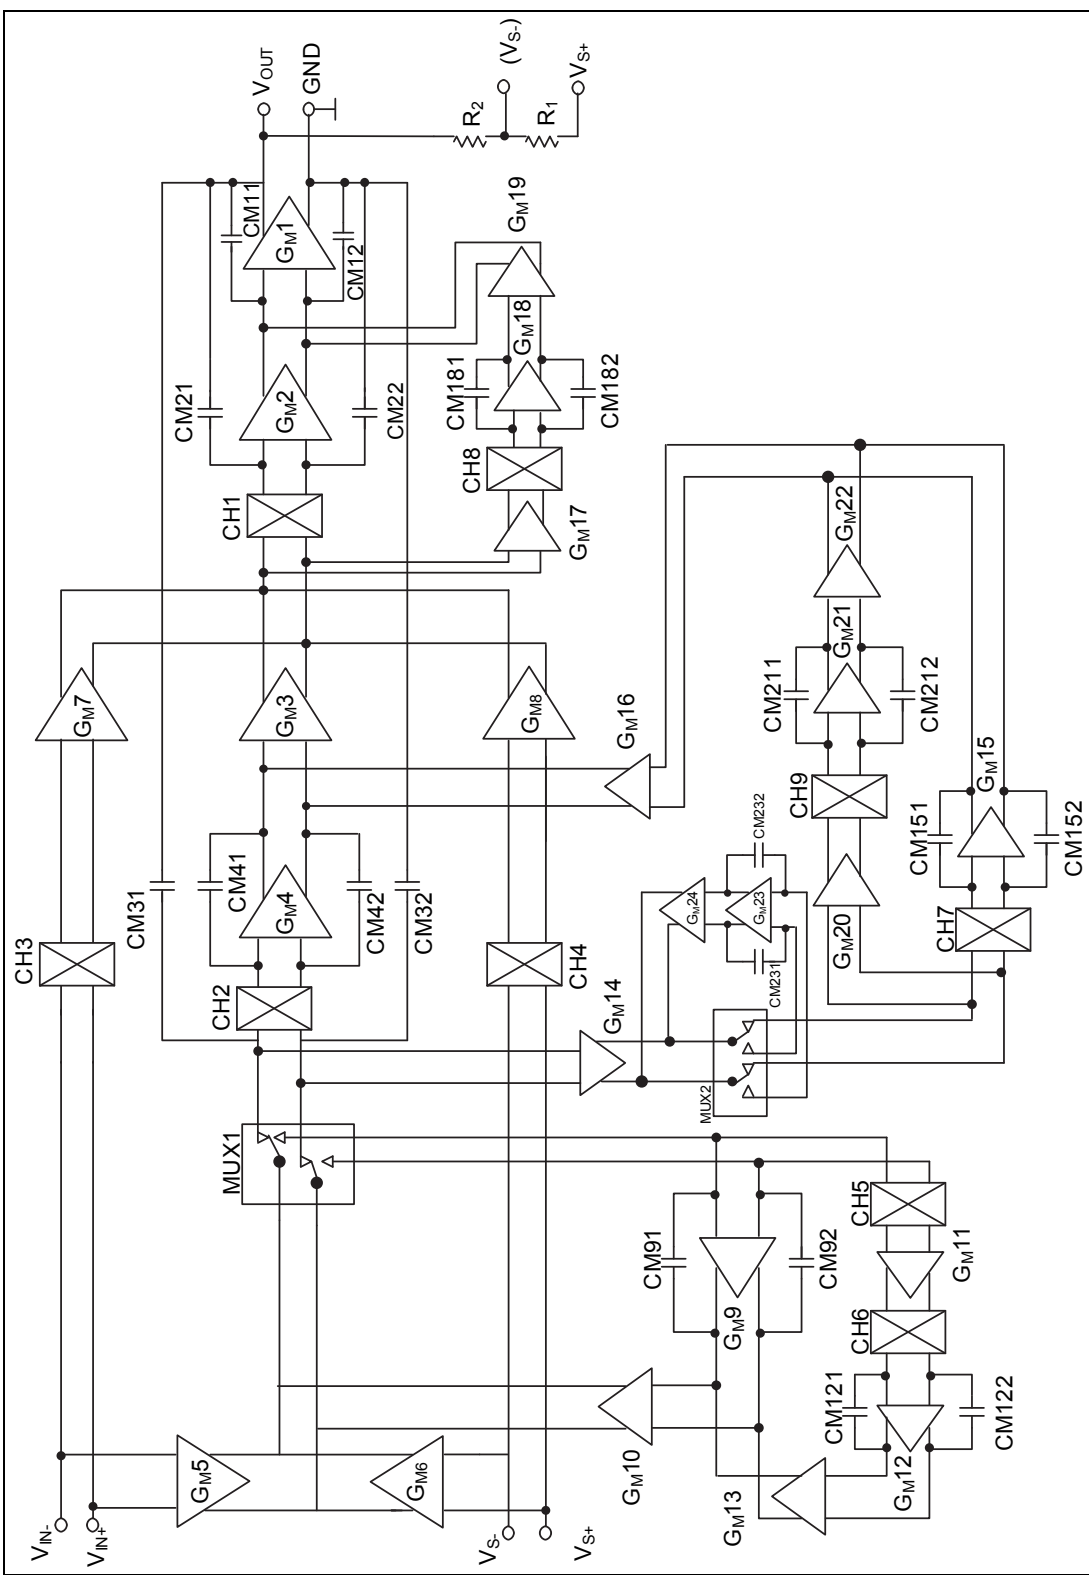 VIN-
VIN+
VS-
VS+
GM5
GM6
GM7
GM8
CH3
CH4
MUX1
CH2
CM31
CM32
CM41
CM42
GM4
GM3
CH1
CM21
CM22
GM2
CM11
CM12
GM1
VOUT
GND
R2
R1
(VS-)
VS+
GM17
CH8
CM181
CM182
GM18
GM19
GM16
GM14
MUX2
CM231
CM232
GM23
GM24
GM20
CH9
CM211
CM212
GM21
GM22
CH7
CM151
CM152
GM15
GM10
GM9
CM91
CM92
GM13
GM12
CM121
CM122
CH6
GM11
CH5